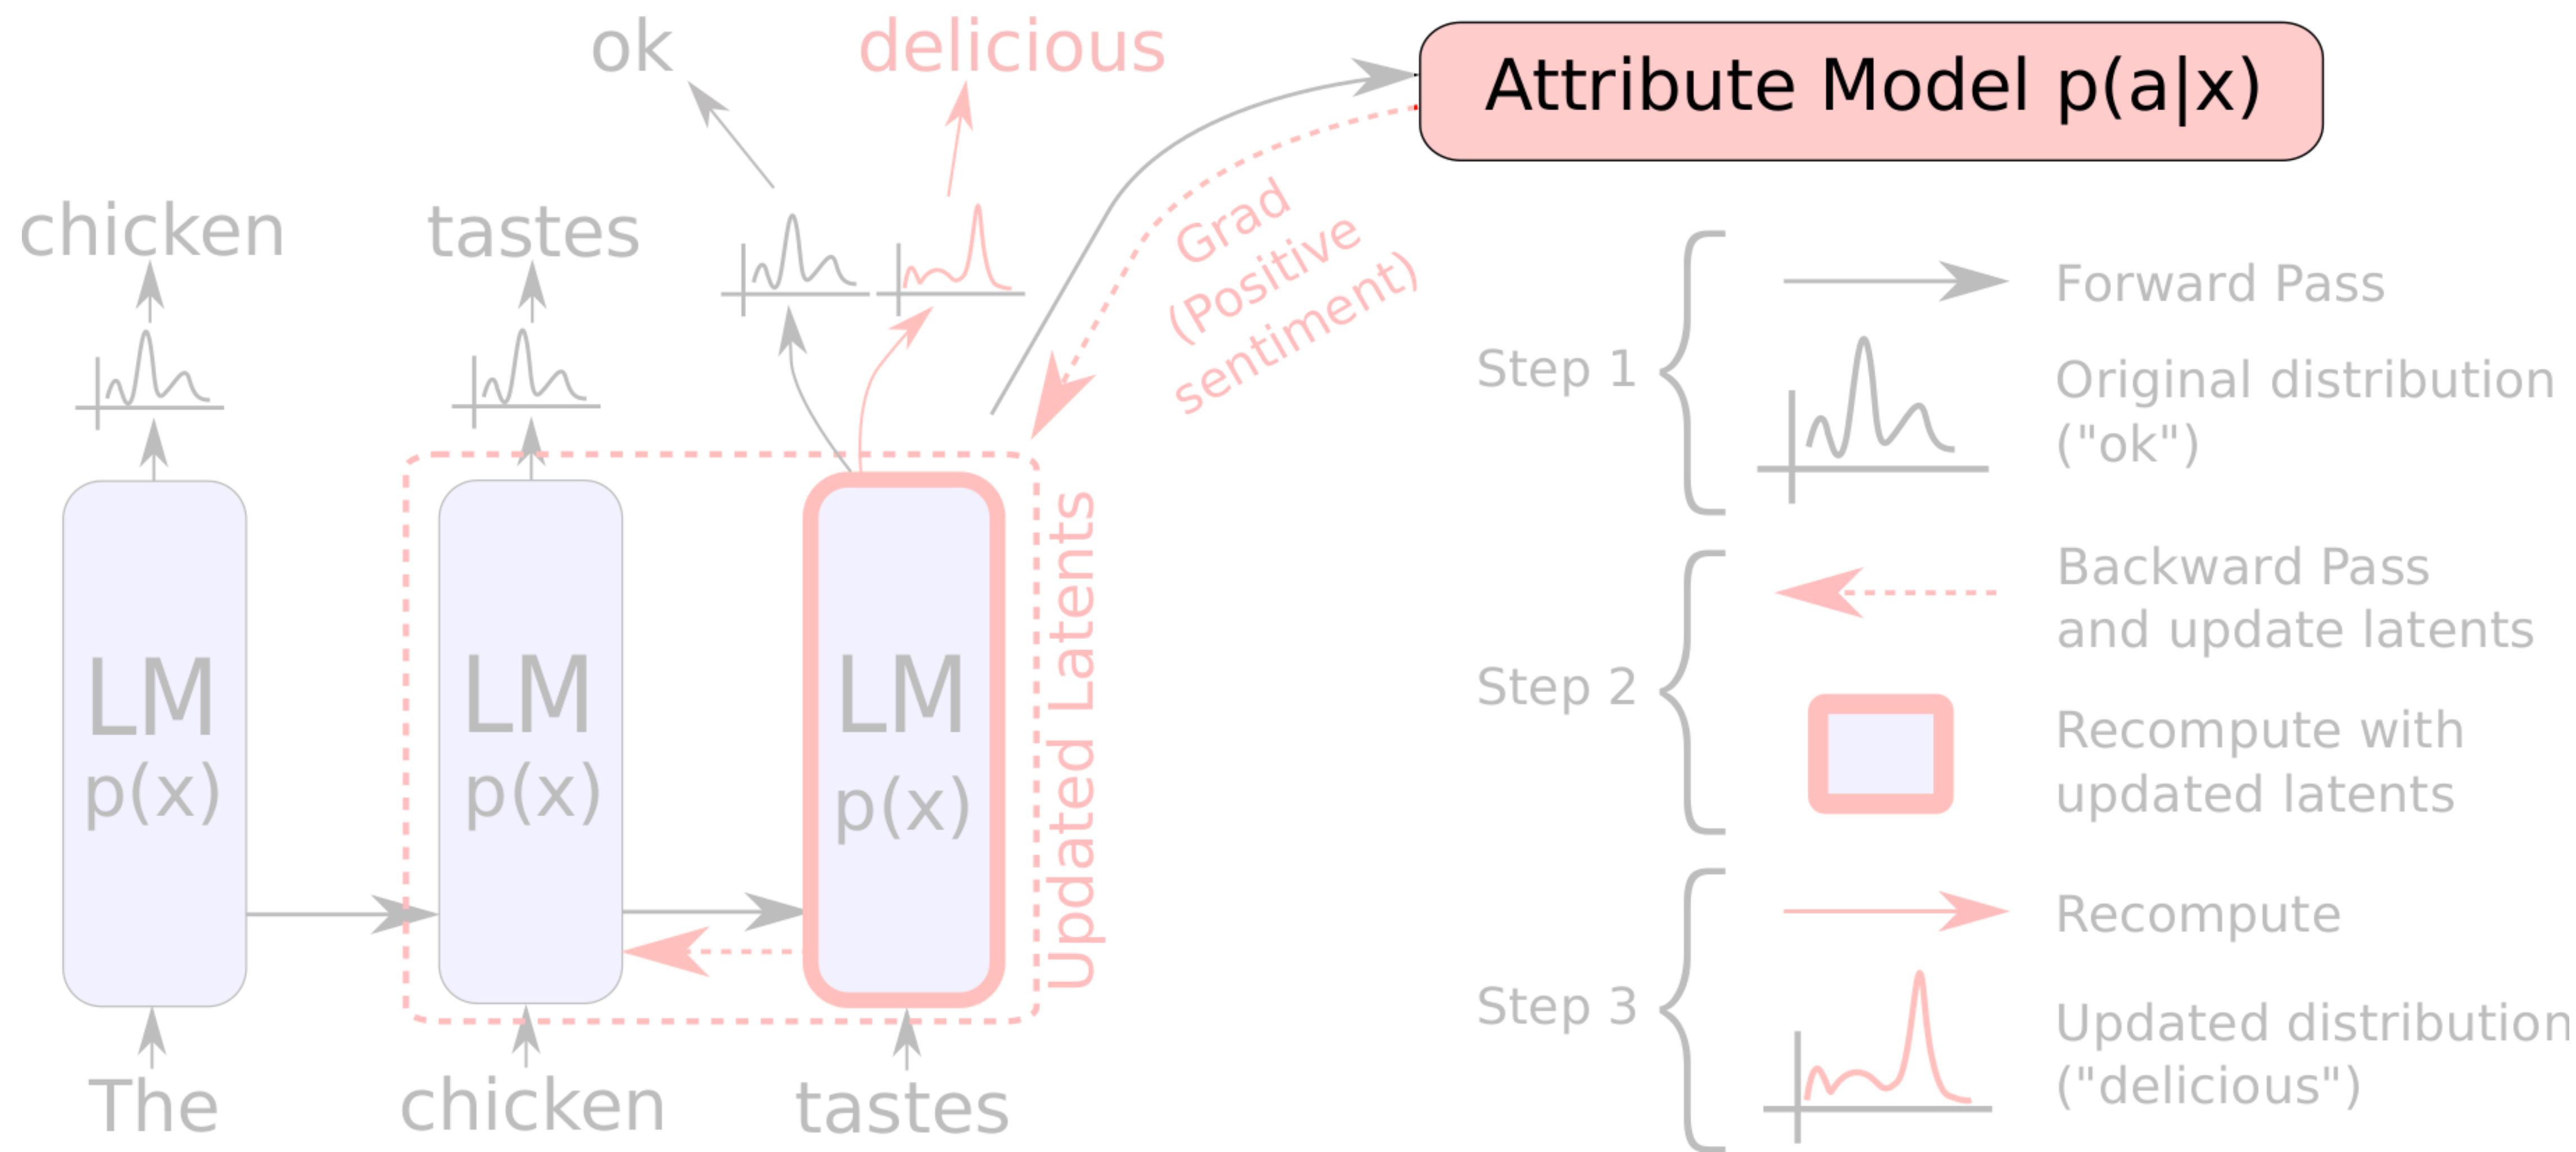 ok
delicious
Attribute Model p(a|x)
chicken
tastes
Grad
(Positive
sentiment)
LM
p(x)
LM
p(x)
LM
p(x)
Updated Latents
The
chicken
tastes
Step 1
Forward Pass
Original distribution
("ok")
Step 2
Backward Pass
and update latents
Recompute with
updated latents
Step 3
Recompute
Updated distribution
("delicious")